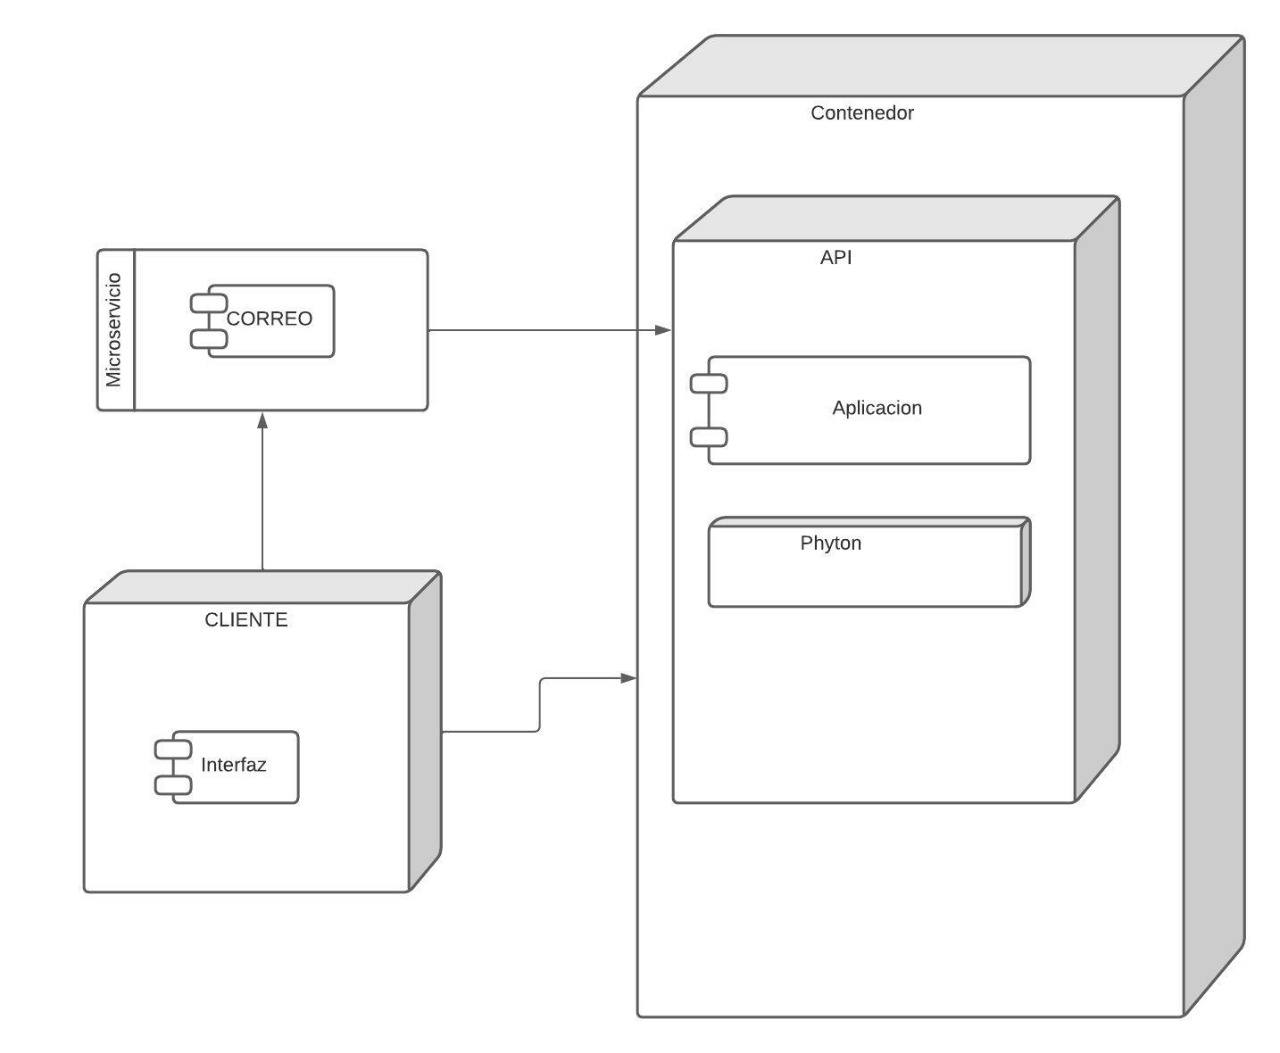 Contenedor
API
Microservicio
CORREO
Aplicacion
Phyton
CLIENTE
Interfaz